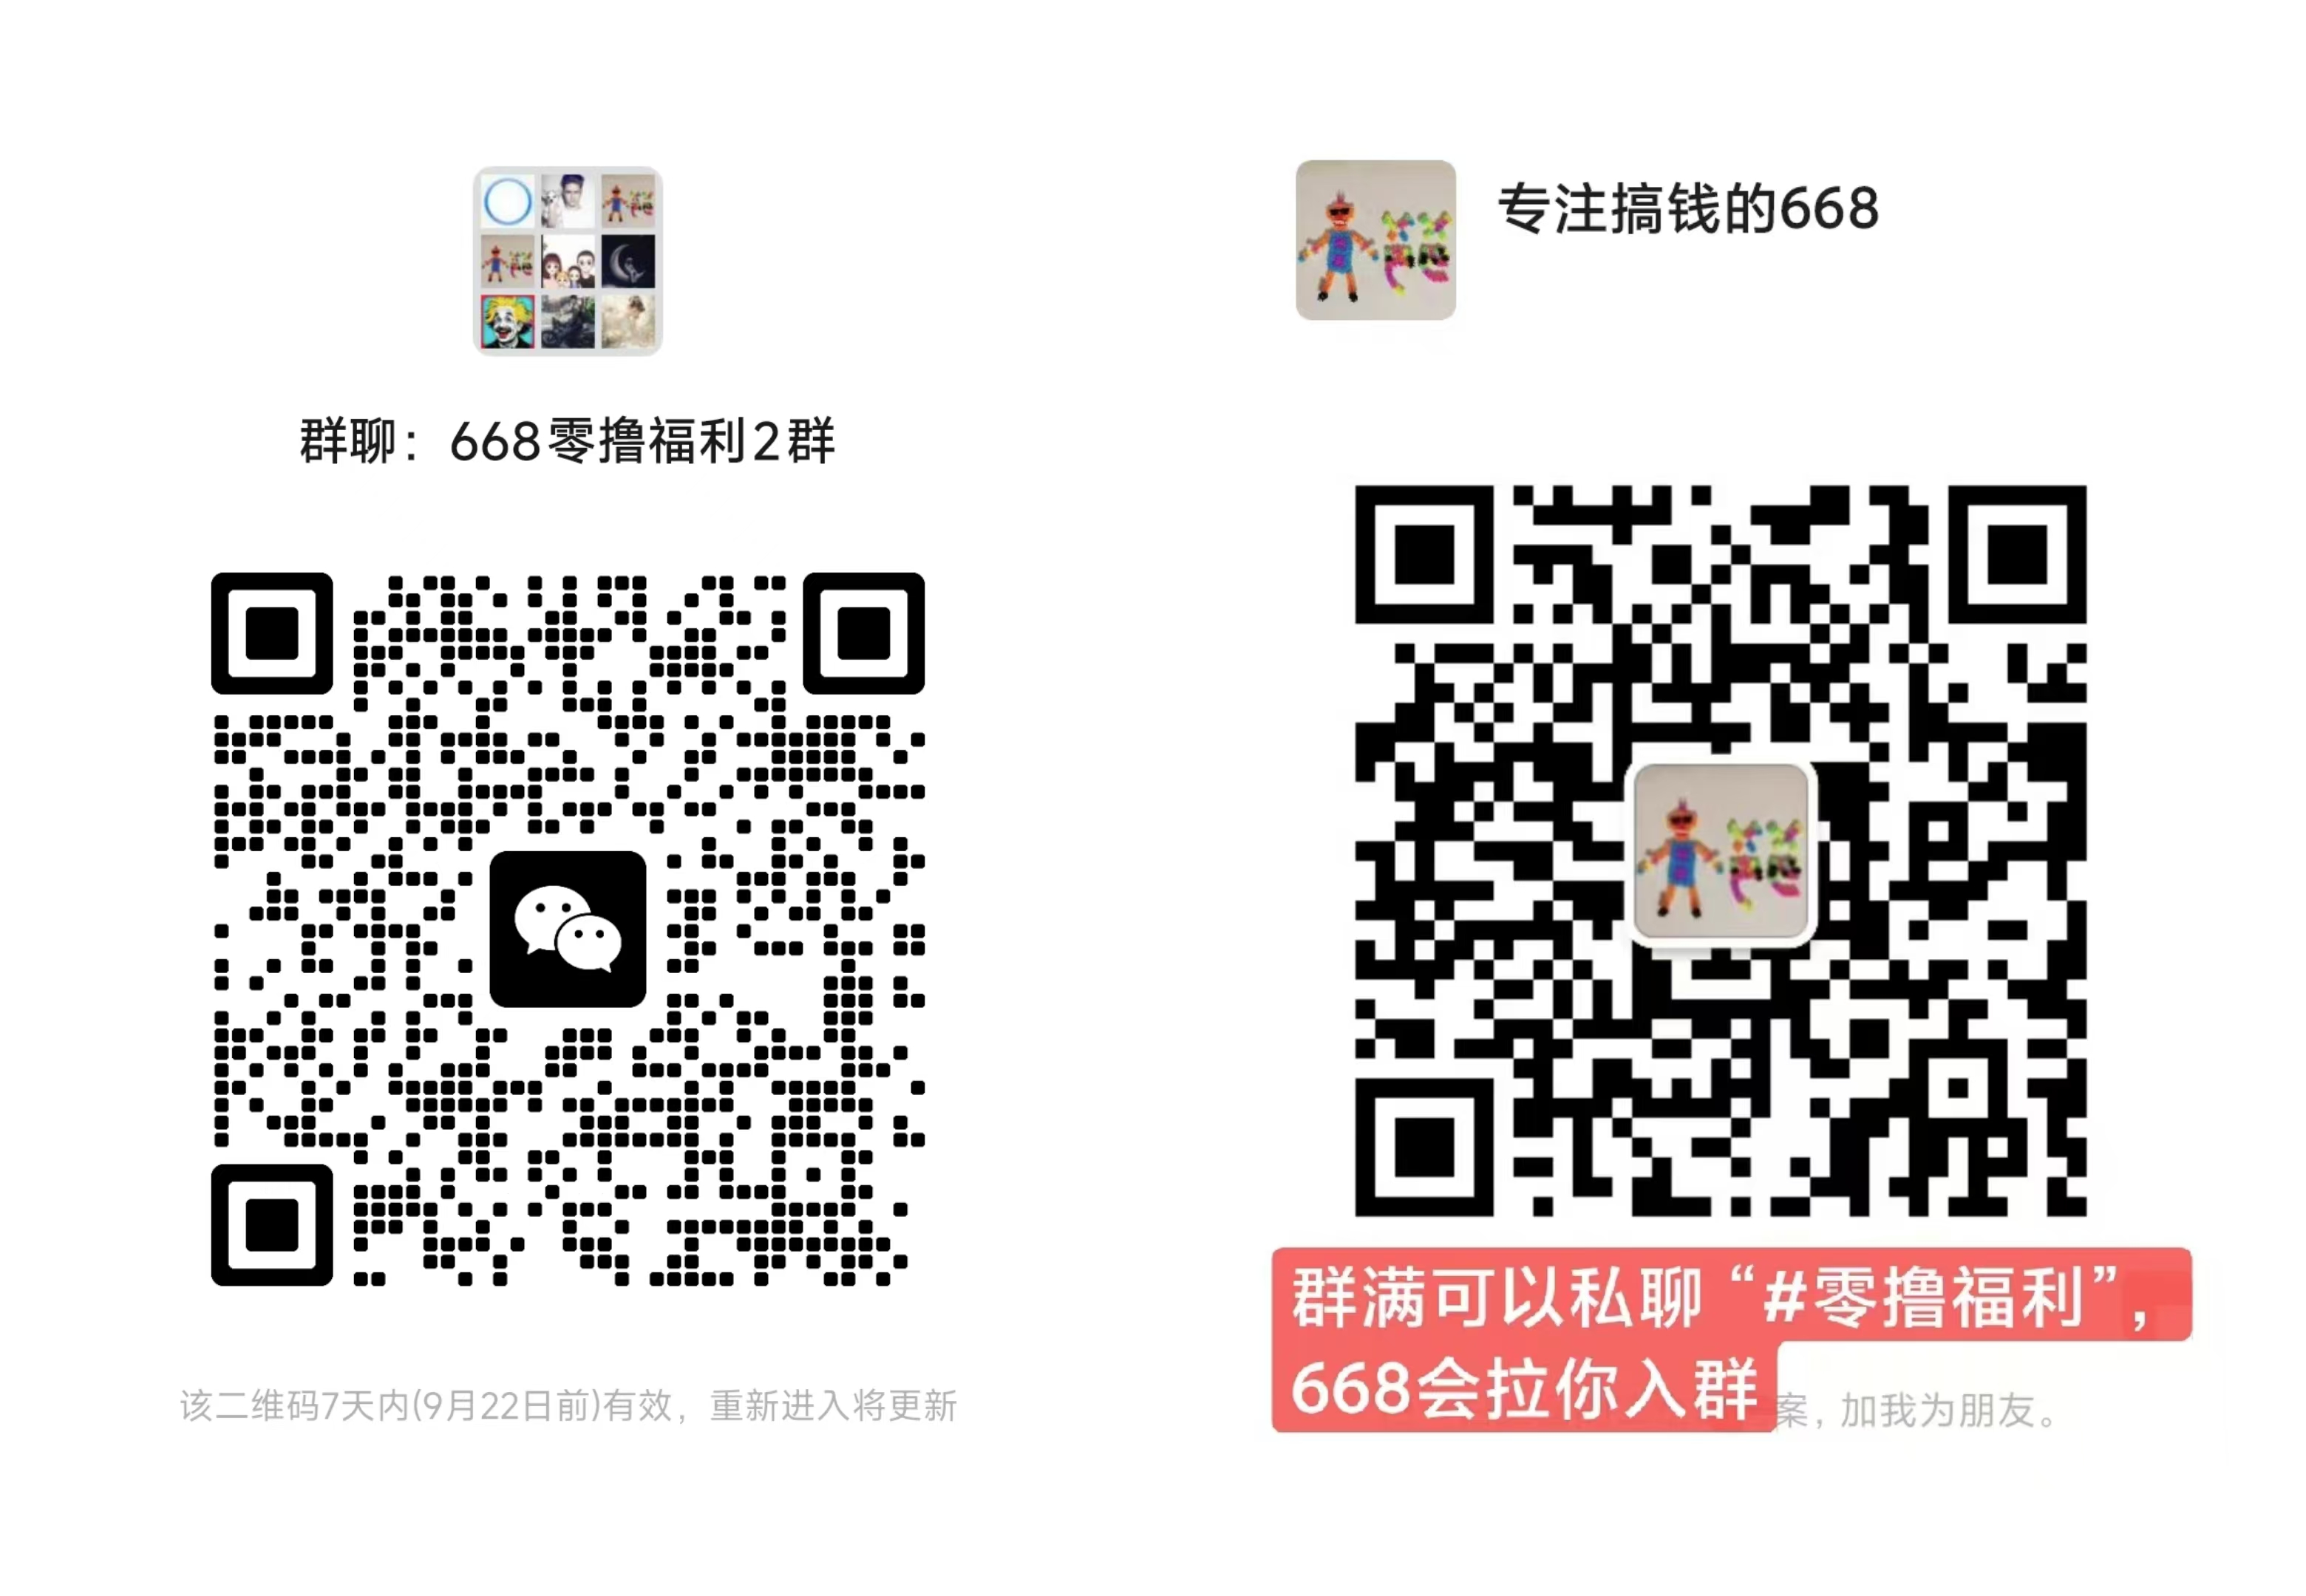 群聊：668零撸福利2群
该二维码7天内(9月22日前)有效，重新进入将更新
专注搞钱的668
群满可以私聊“#零撸福利”，
668会拉你入群
案，加我为朋友。